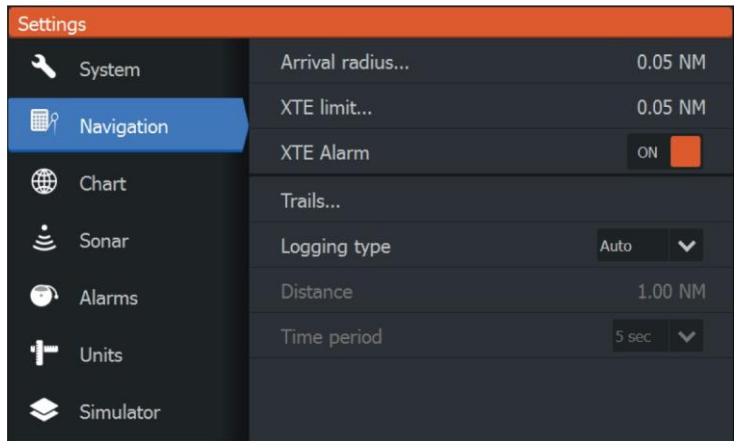 Settings
System
Navigation
Chart
Sonar
Alarms
Units
Simulator
Arrival radius... 0.05 NM
XTE limit... 0.05 NM
XTE Alarm ON
Trails...
Logging type Auto
Distance 1.00 NM
Time period 5 sec